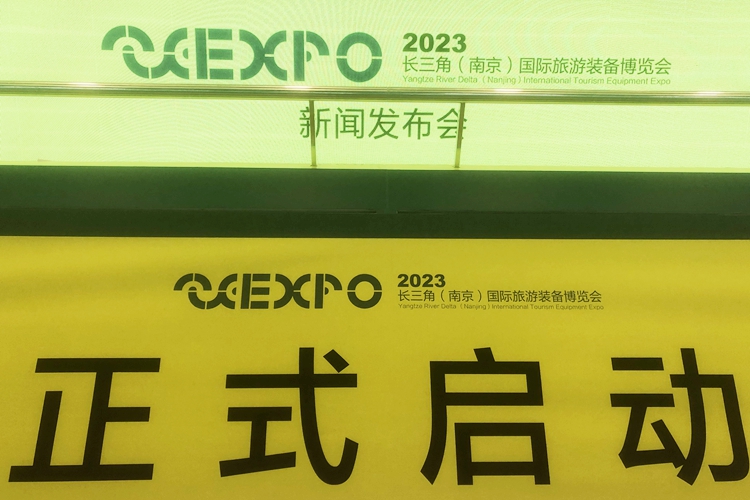 EXPO
2023
长三角（南京）国际旅游装备博览会
Yangtze River Delta（Nanjing）International Tourism Equipment Expo
新闻发布会
EXPO
2023
长三角（南京）国际旅游装备博览会
Yangtze River Delta（Nanjing）International Tourism Equipment Expo
正式启动